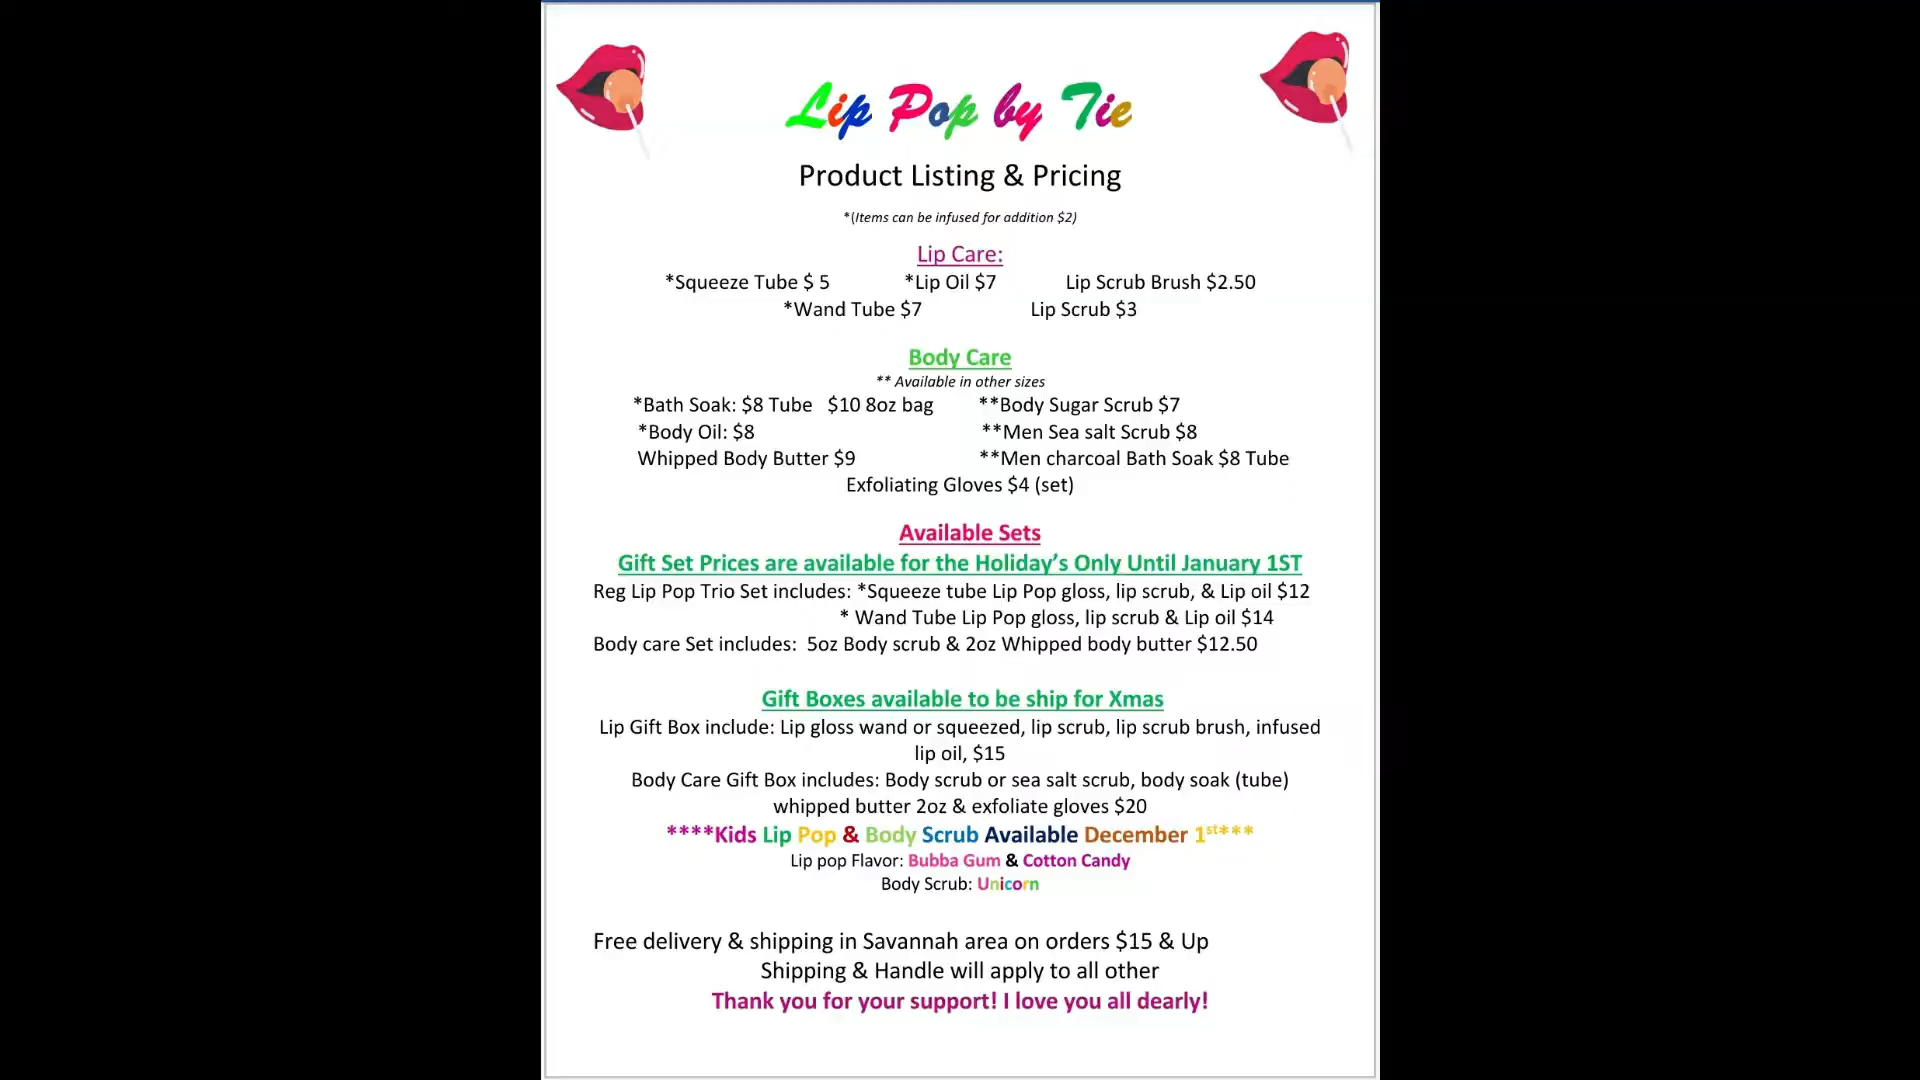 Lip Pop by Tie
Product Listing & Pricing
*(Items can be infused for addition $2)
Lip Care:
*Squeeze Tube $ 5 *Lip Oil $7 Lip Scrub Brush $2.50
*Wand Tube $7 Lip Scrub $3
Body Care
** Available in other sizes
*Bath Soak: $8 Tube $10 8oz bag **Body Sugar Scrub $7
*Body Oil: $8 **Men Sea salt Scrub $8
Whipped Body Butter $9 **Men charcoal Bath Soak $8 Tube
Exfoliating Gloves $4 (set)
Available Sets
Gift Set Prices are available for the Holiday’s Only Until January 1ST
Reg Lip Pop Trio Set includes: *Squeeze tube Lip Pop gloss, lip scrub, & Lip oil $12
* Wand Tube Lip Pop gloss, lip scrub & Lip oil $14
Body care Set includes: 5oz Body scrub & 2oz Whipped body butter $12.50
Gift Boxes available to be ship for Xmas
Lip Gift Box include: Lip gloss wand or squeezed, lip scrub, lip scrub brush, infused
lip oil, $15
Body Care Gift Box includes: Body scrub or sea salt scrub, body soak (tube)
whipped butter 2oz & exfoliate gloves $20
****Kids Lip Pop & Body Scrub Available December 1st***
Lip pop Flavor: Bubba Gum & Cotton Candy
Body Scrub: Unicorn
Free delivery & shipping in Savannah area on orders $15 & Up
Shipping & Handle will apply to all other
Thank you for your support! I love you all dearly!